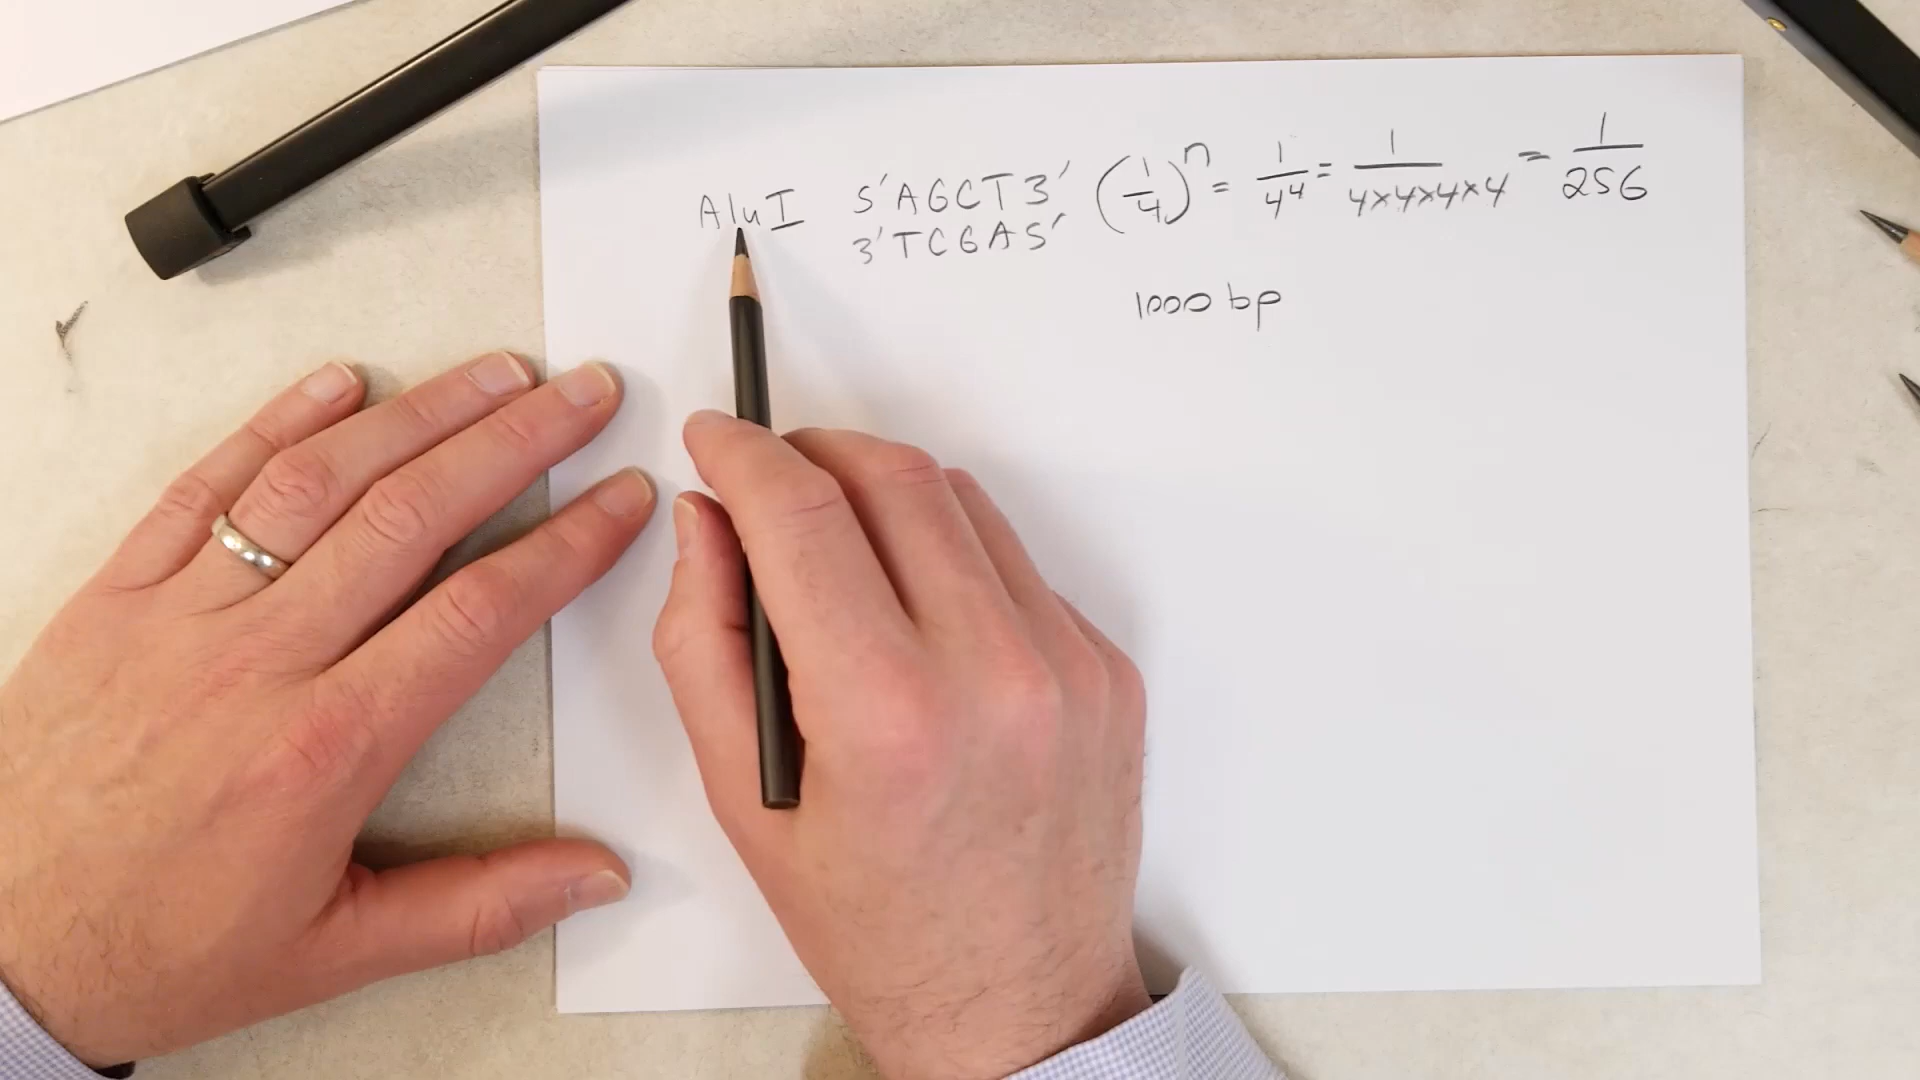 AluI 5'AGCT3' (1/4)^n = 1/4^4 = 1/4×4×4×4 = 1/256
3'TCGA5'
1000 bp